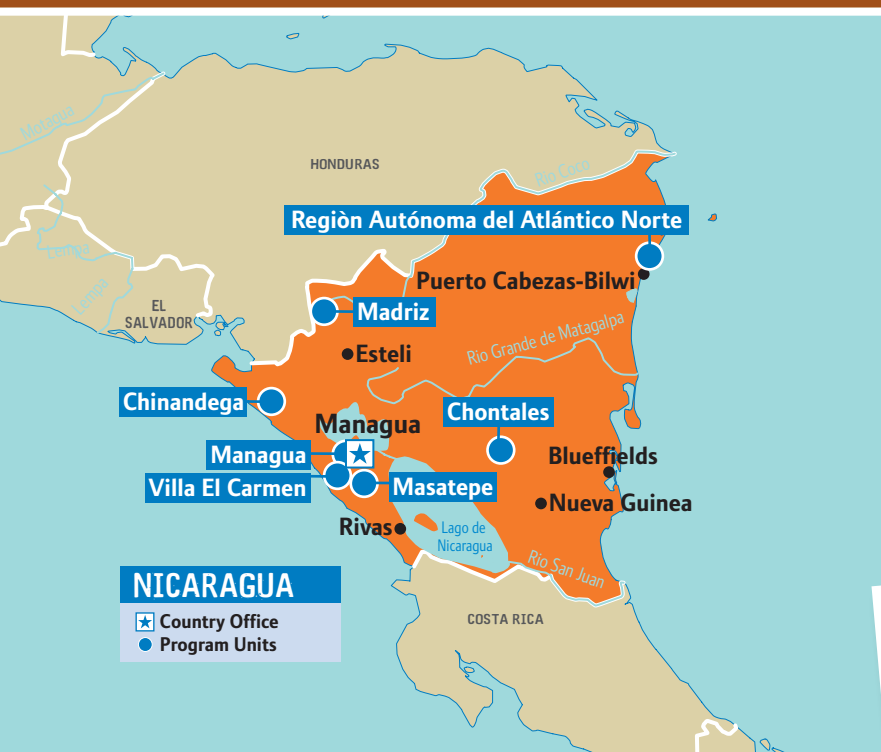 Motagua
HONDURAS
Rio Coco
Regiòn Autónoma del Atlántico Norte
Puerto Cabezas-Bilwi
Lempa
Lempa
EL
SALVADOR
Madriz
Rio Grande de Matagalpa
Esteli
Chinandega
Chontales
Managua
Managua
Blueffields
Villa El Carmen
Masatepe
Nueva Guinea
Rivas
Lago de
Nicaragua
Rio San Juan
NICARAGUA
Country Office
Program Units
COSTA RICA